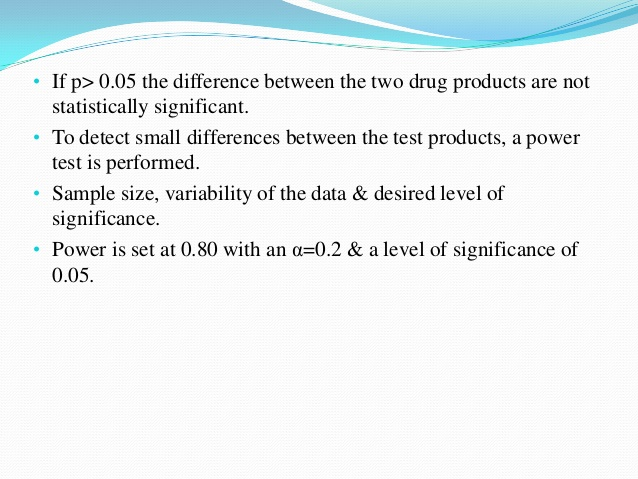 • If p> 0.05 the difference between the two drug products are not
statistically significant.
• To detect small differences between the test products, a power
test is performed.
• Sample size, variability of the data & desired level of
significance.
• Power is set at 0.80 with an α=0.2 & a level of significance of
0.05.